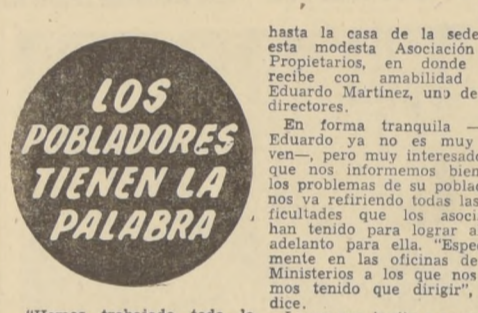 LOS
POBLADORES
TIENEN LA
PALABRA
hasta la casa de la sede
esta modesta Asociación
Propietarios, en donde
recibe con amabilidad
Eduardo Martínez, uno de
directores.
En forma tranquila —
Eduardo ya no es muy
ven—, pero muy interesado
que nos informemos bien
los problemas de su poblac
nos va refiriendo todas las
ficultades que los asoci
han tenido para lograr a
adelanto para ella. "Espec
mente en las oficinas de
Ministerios a los que nos
mos tenido que dirigir",
dice.